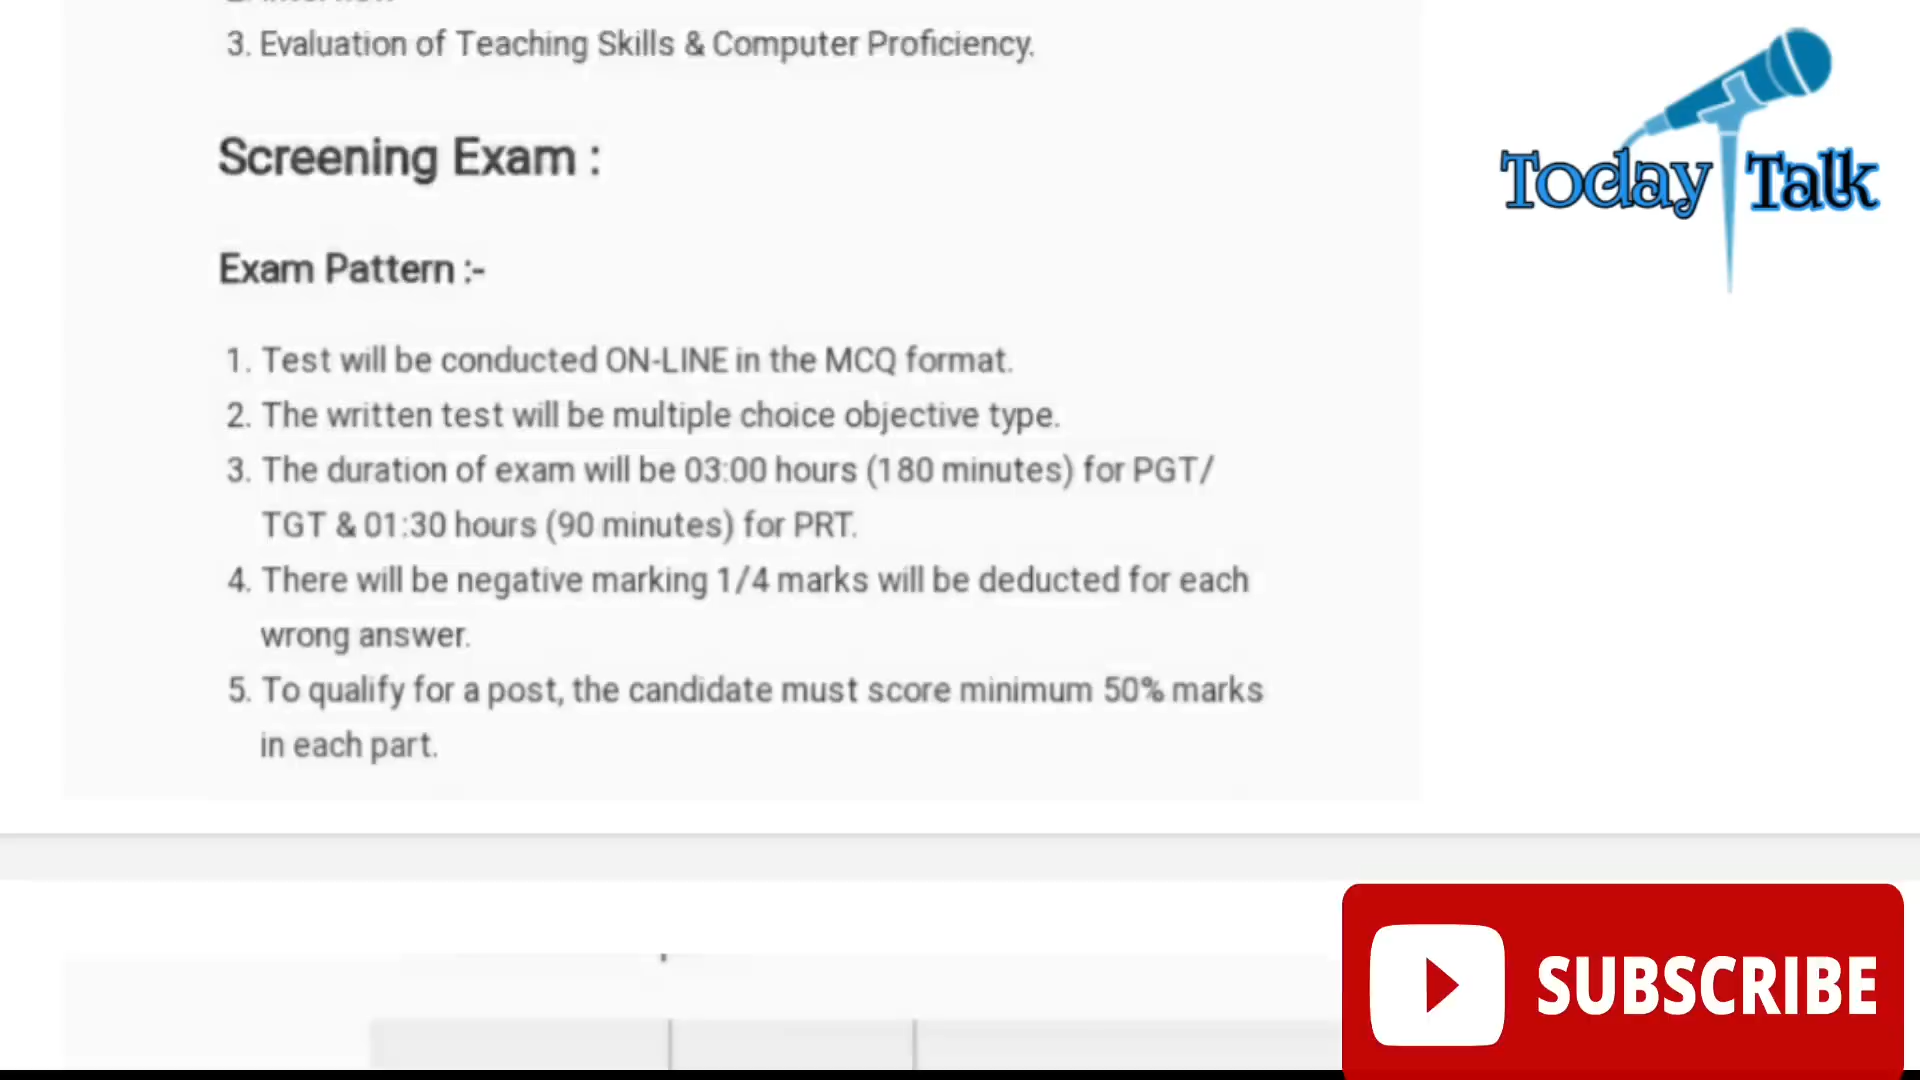 3. Evaluation of Teaching Skills & Computer Proficiency.
Screening Exam :
Exam Pattern :-
1. Test will be conducted ON-LINE in the MCQ format.
2. The written test will be multiple choice objective type.
3. The duration of exam will be 03:00 hours (180 minutes) for PGT/
TGT & 01:30 hours (90 minutes) for PRT.
4. There will be negative marking 1/4 marks will be deducted for each
wrong answer.
5. To qualify for a post, the candidate must score minimum 50% marks
in each part.
Today Talk
SUBSCRIBE